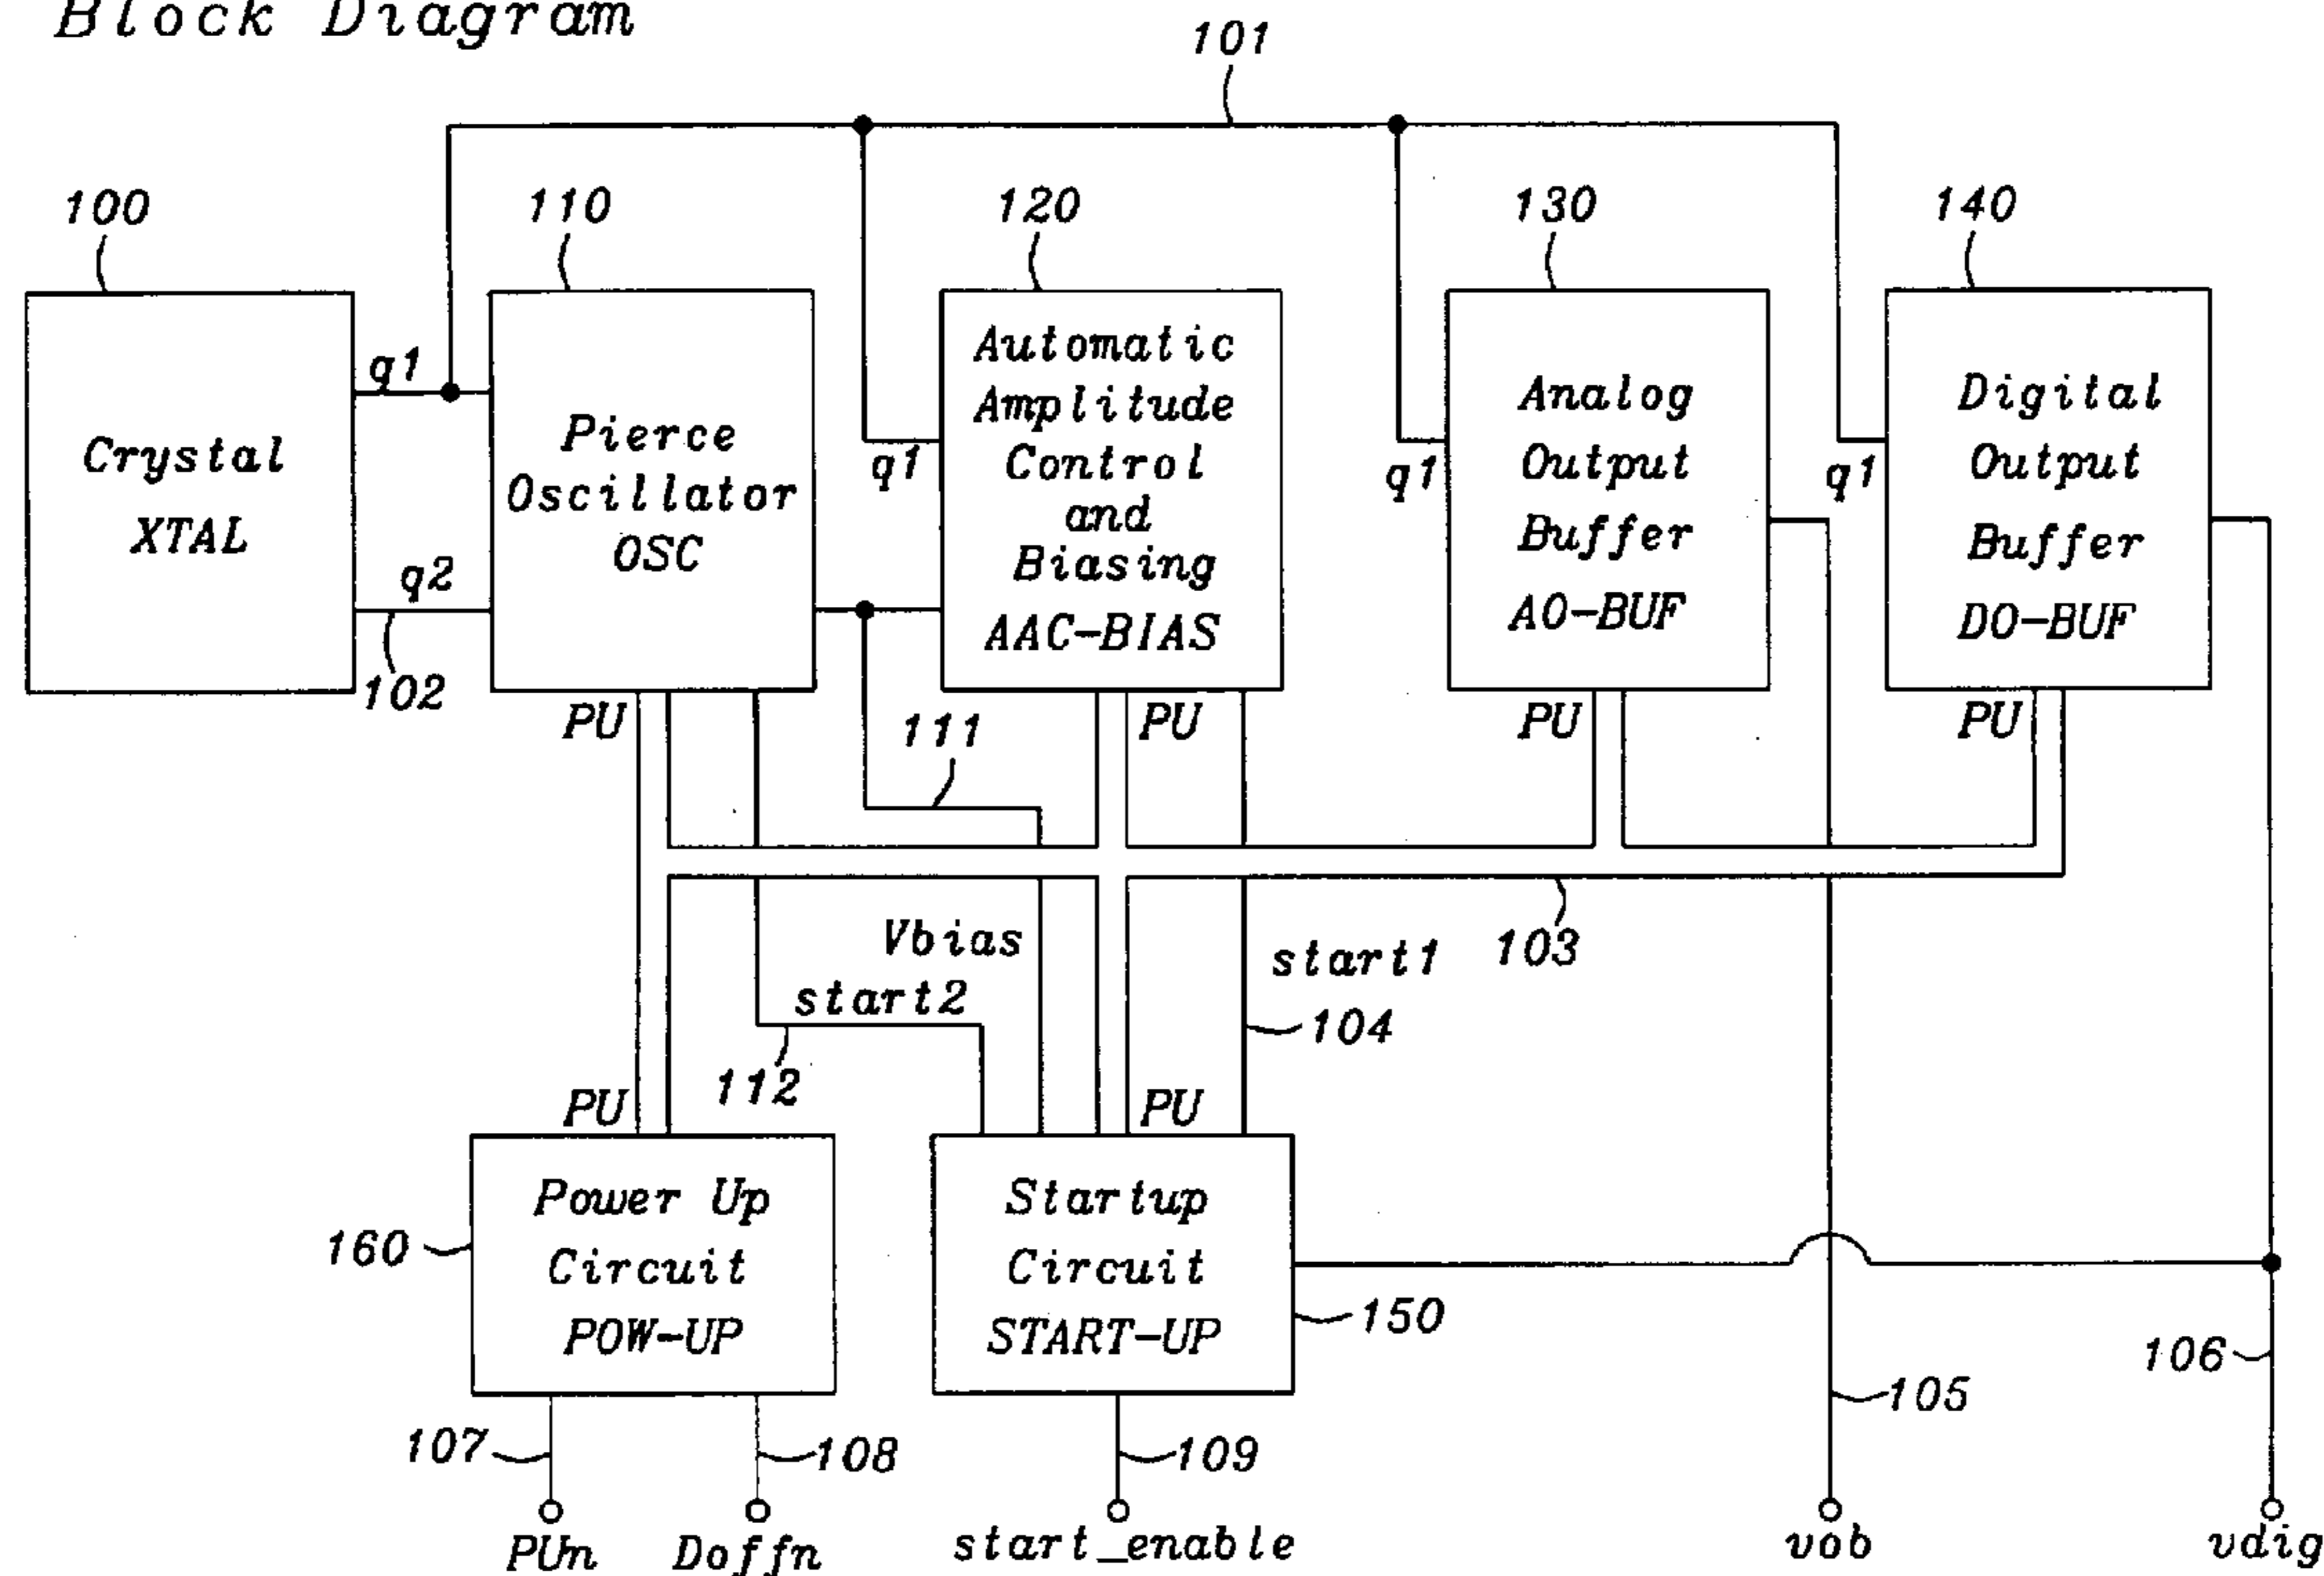 Block Diagram
101
100
110
120
130
140
q1
q2
102
Crystal
XTAL
Pierce
Oscillator
OSC
q1
Automatic
Amplitude
Control
and
Biasing
AAC-BIAS
q1
Analog
Output
Buffer
AO-BUF
q1
Digital
Output
Buffer
DO-BUF
PU
111
PU
PU
PU
Vbias
start2
112
start1
103
104
PU
PU
Power Up
Circuit
POW-UP
160
Startup
Circuit
START-UP
150
106
105
107
108
109
PUn
Doffn
start_enable
vob
vdig